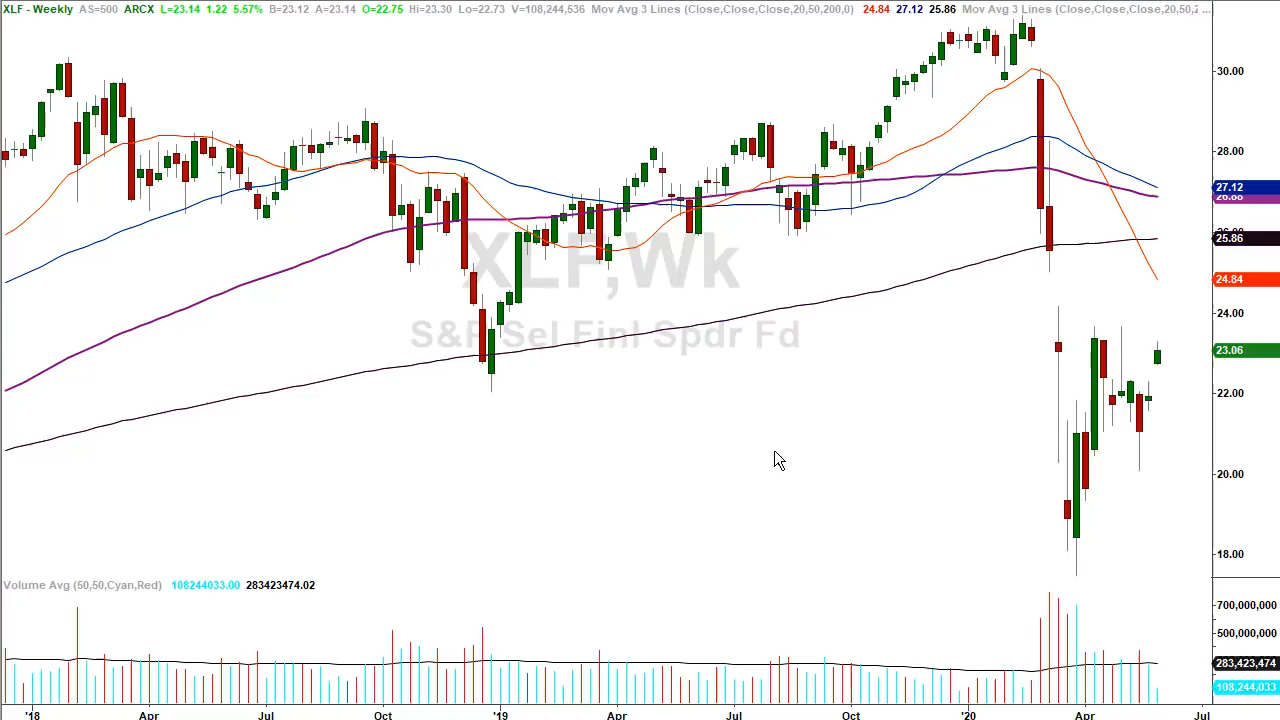 XLF - Weekly AS=500 ARCX L=23.14 1.22 5.57% B=23.12 A=23.14 O=22.75 Hi=23.30 Lo=22.73 V=108,244,536 Mov Avg 3 Lines (Close,Close,Close,20,50,200,0) 24.84 27.12 25.86 Mov Avg 3 Lines (Close,Close,Close,20,50,2 ...
30.00
28.00
27.12
25.86
24.84
24.00
23.06
22.00
20.00
18.00
XLF,Wk
S&P Sel Finl Spdr Fd
Volume Avg (50,50,Cyan,Red) 108244033.00 283423474.02
700,000,000
500,000,000
283,423,474
108,244,033
'18 Apr Jul Oct '19 Apr Jul Oct '20 Apr Jul